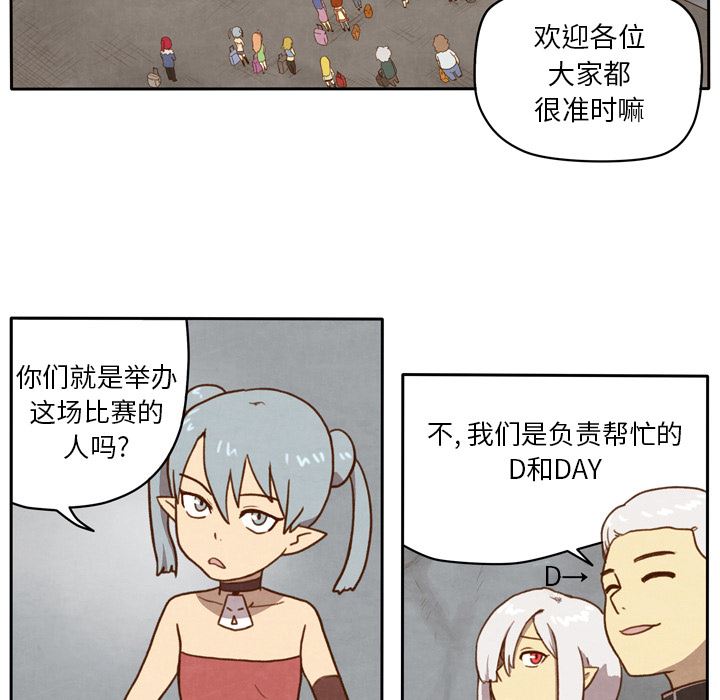 欢迎各位
大家都
很准时嘛
你们就是举办
这场比赛的
人吗?
不, 我们是负责帮忙的
D和DAY
D→